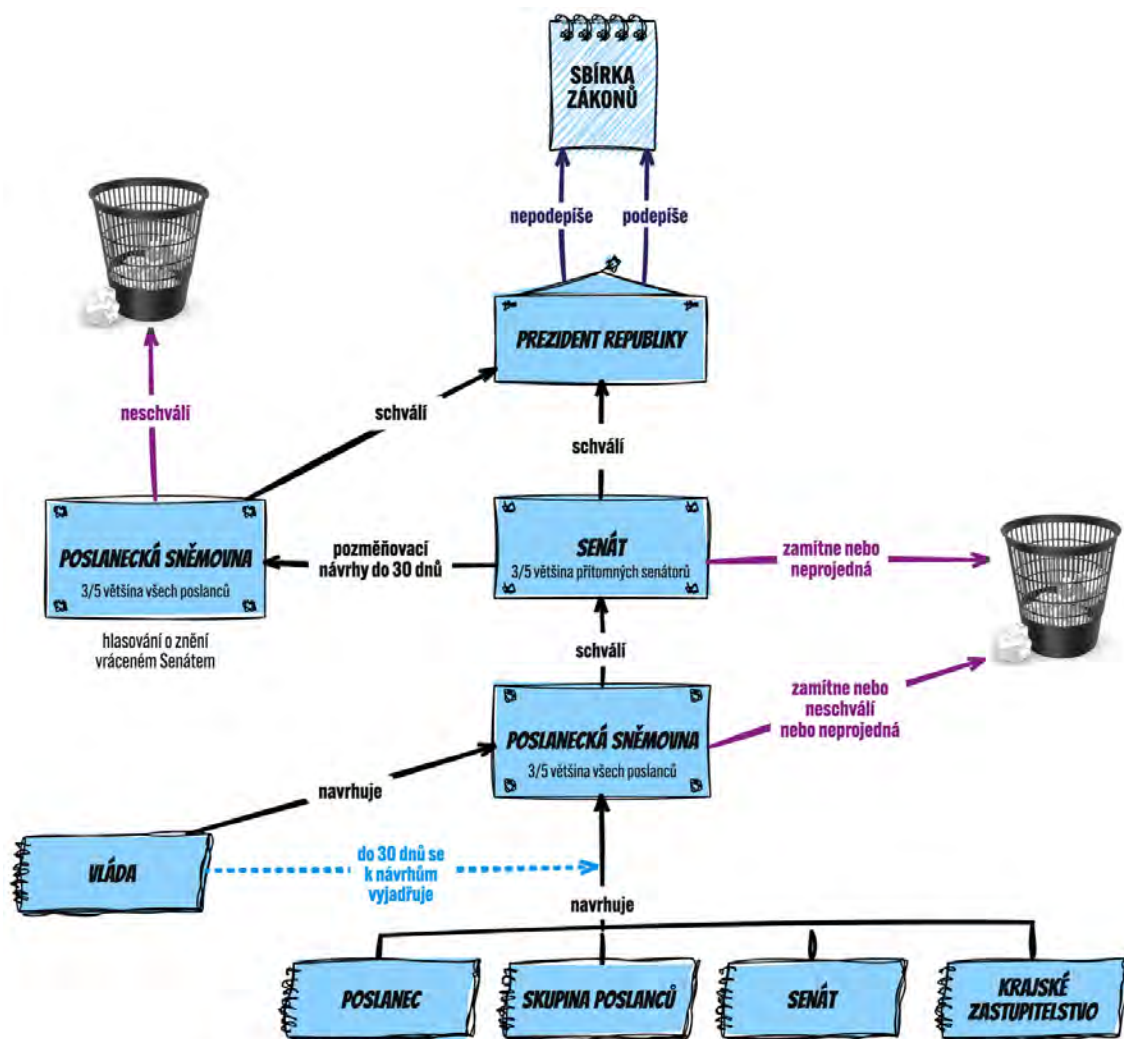 SBÍRKA
ZÁKONŮ
nepodepíše
podepíše
PREZIDENT REPUBLIKY
neschválí
schválí
schválí
POSLANECKÁ SNĚMOVNA
3/5 většina všech poslanců
hlasování o znění
vráceném Senátem
pozměňovací
návrhy do 30 dnů
SENÁT
3/5 většina přítomných senátorů
zamítne nebo
neprojedná
schválí
POSLANECKÁ SNĚMOVNA
3/5 většina všech poslanců
zamítne nebo
neschválí
nebo neprojedná
navrhuje
VLÁDA
do 30 dnů se
k návrhům
vyjadřuje
navrhuje
POSLANEC
SKUPINA POSLANCŮ
SENÁT
KRAJSKÉ
ZASTUPITELSTVO